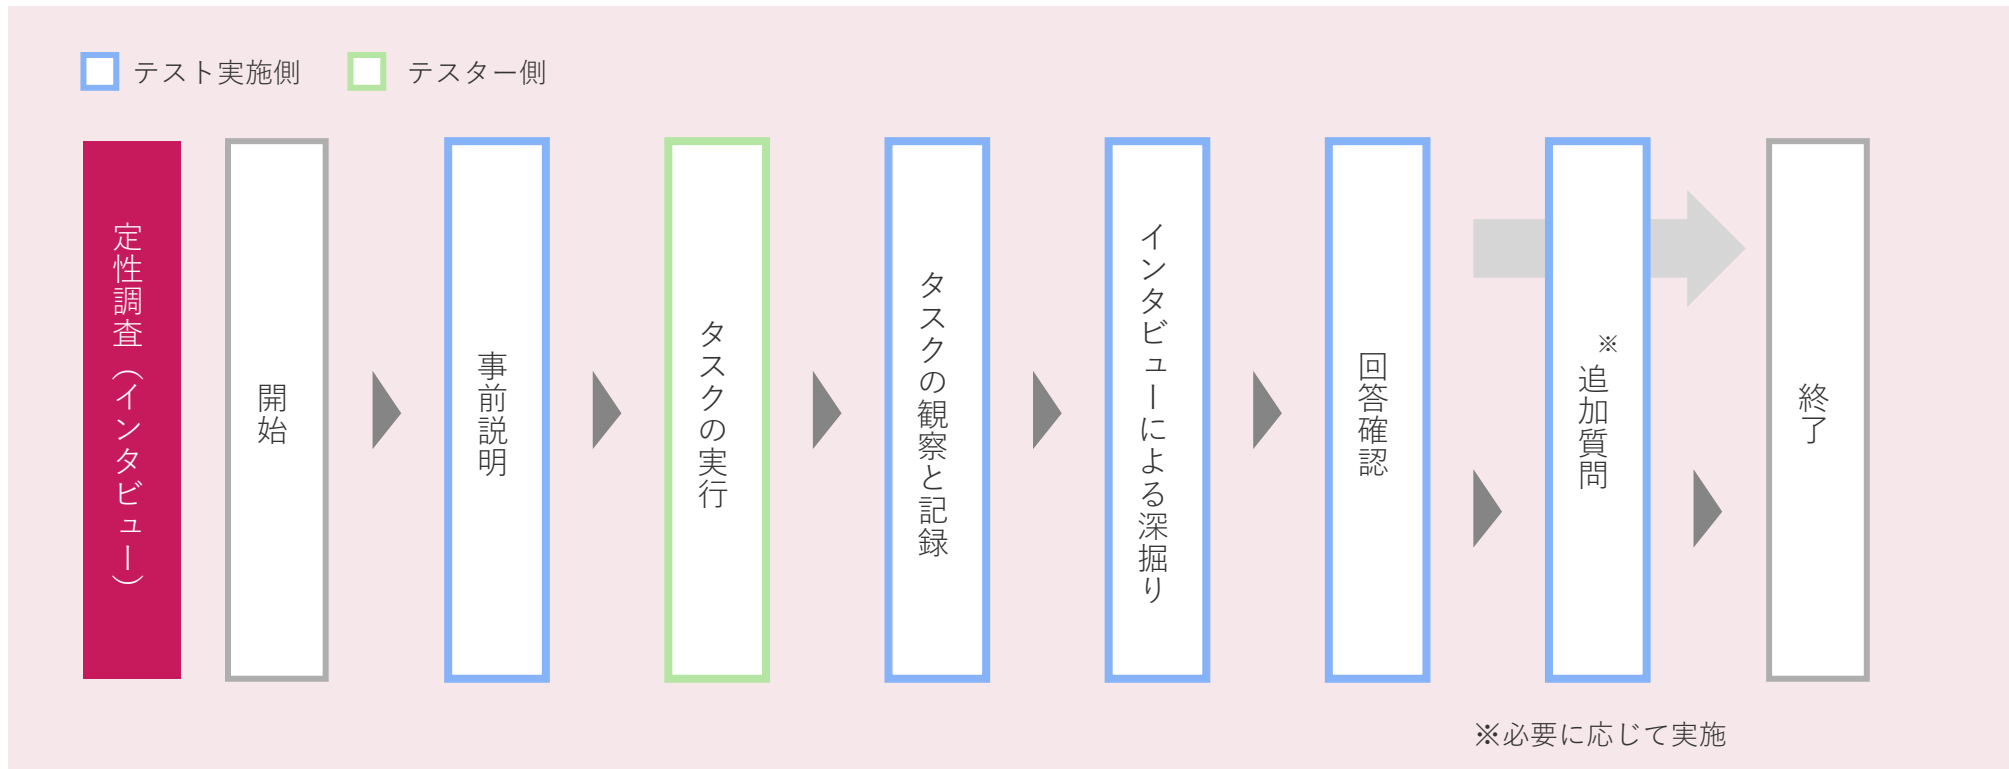 テスト実施側
テスター側
定性調査（インタビュー）
開始
事前説明
タスクの実行
タスクの観察と記録
インタビューによる深掘り
回答確認
※追加質問
終了
※必要に応じて実施